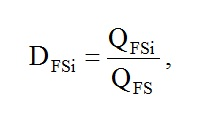 D_FSi = Q_FSi / Q_FS ,